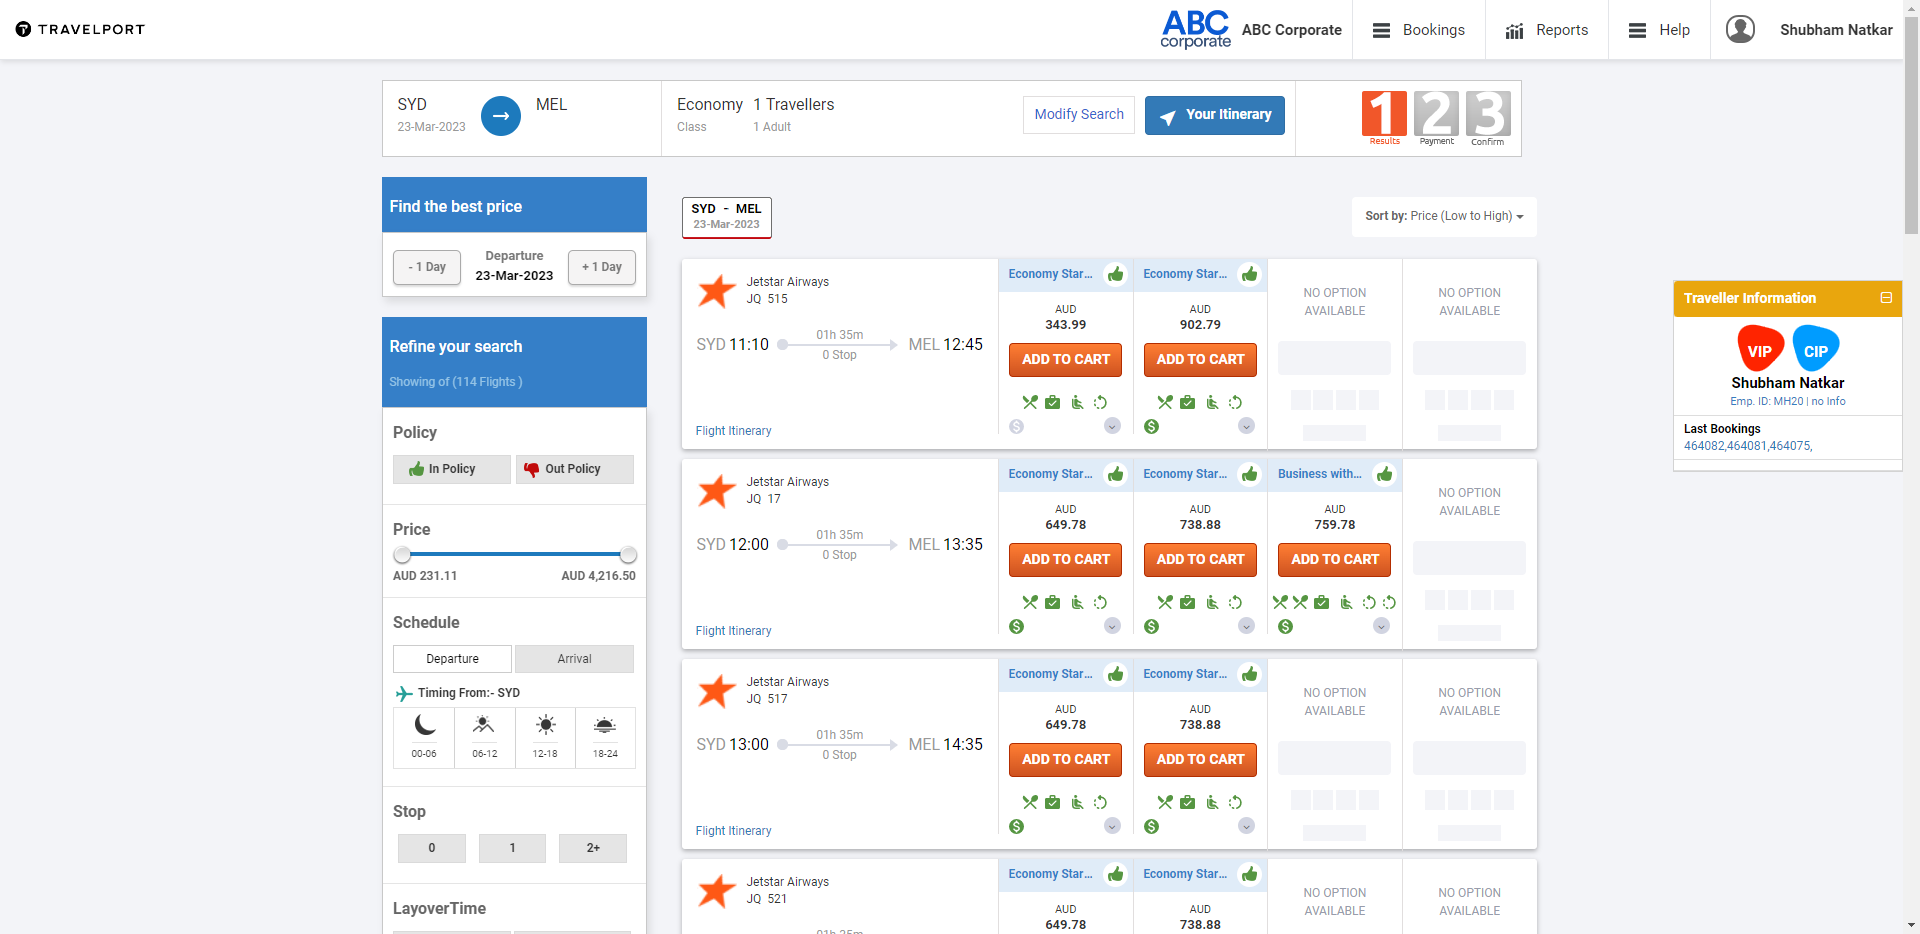 TRAVELPORT
ABC
corporate
ABC Corporate
Bookings
Reports
Help
Shubham Natkar
SYD
23-Mar-2023
MEL
Economy
Class
1 Travellers
1 Adult
Modify Search
Your Itinerary
1
Results
2
Payment
3
Confirm
Find the best price
- 1 Day
Departure
23-Mar-2023
+ 1 Day
Refine your search
Showing of (114 Flights )
Policy
In Policy
Out Policy
Price
AUD 231.11
AUD 4,216.50
Schedule
Departure
Arrival
Timing From:- SYD
00-06
06-12
12-18
18-24
Stop
0
1
2+
LayoverTime
SYD - MEL
23-Mar-2023
Sort by: Price (Low to High)
Jetstar Airways
JQ 515
SYD 11:10
01h 35m
0 Stop
MEL 12:45
Flight Itinerary
Economy Star...
AUD
343.99
ADD TO CART
Economy Star...
AUD
902.79
ADD TO CART
NO OPTION
AVAILABLE
NO OPTION
AVAILABLE
Jetstar Airways
JQ 17
SYD 12:00
01h 35m
0 Stop
MEL 13:35
Flight Itinerary
Economy Star...
AUD
649.78
ADD TO CART
Economy Star...
AUD
738.88
ADD TO CART
Business with...
AUD
759.78
ADD TO CART
NO OPTION
AVAILABLE
Jetstar Airways
JQ 517
SYD 13:00
01h 35m
0 Stop
MEL 14:35
Flight Itinerary
Economy Star...
AUD
649.78
ADD TO CART
Economy Star...
AUD
738.88
ADD TO CART
NO OPTION
AVAILABLE
NO OPTION
AVAILABLE
Jetstar Airways
JQ 521
01h 35m
Economy Star...
AUD
649.78
Economy Star...
AUD
738.88
NO OPTION
AVAILABLE
NO OPTION
AVAILABLE
Traveller Information
VIP
CIP
Shubham Natkar
Emp. ID: MH20 | no Info
Last Bookings
464082,464081,464075,